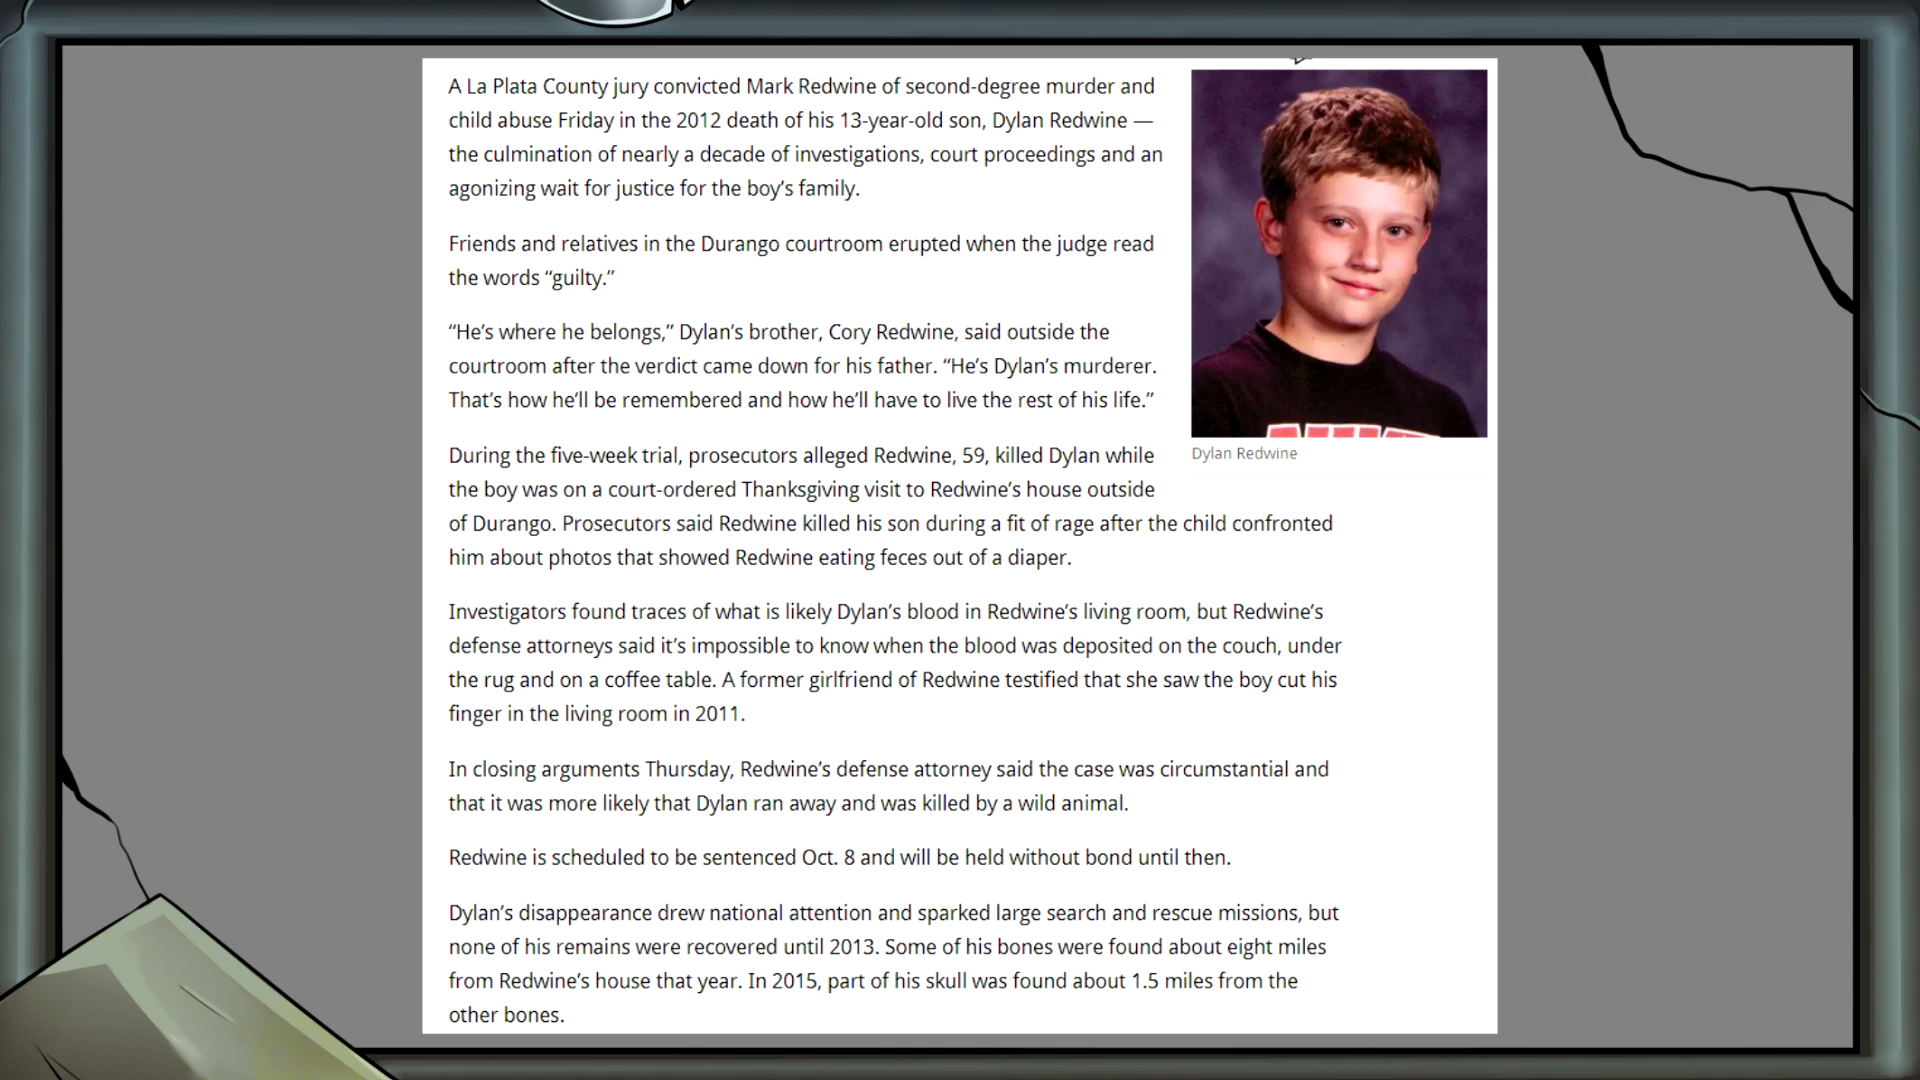 A La Plata County jury convicted Mark Redwine of second-degree murder and
child abuse Friday in the 2012 death of his 13-year-old son, Dylan Redwine —
the culmination of nearly a decade of investigations, court proceedings and an
agonizing wait for justice for the boy’s family.
Friends and relatives in the Durango courtroom erupted when the judge read
the words “guilty.”
“He’s where he belongs,” Dylan’s brother, Cory Redwine, said outside the
courtroom after the verdict came down for his father. “He’s Dylan’s murderer.
That’s how he’ll be remembered and how he’ll have to live the rest of his life.”
Dylan Redwine
During the five-week trial, prosecutors alleged Redwine, 59, killed Dylan while
the boy was on a court-ordered Thanksgiving visit to Redwine’s house outside
of Durango. Prosecutors said Redwine killed his son during a fit of rage after the child confronted
him about photos that showed Redwine eating feces out of a diaper.
Investigators found traces of what is likely Dylan’s blood in Redwine’s living room, but Redwine’s
defense attorneys said it’s impossible to know when the blood was deposited on the couch, under
the rug and on a coffee table. A former girlfriend of Redwine testified that she saw the boy cut his
finger in the living room in 2011.
In closing arguments Thursday, Redwine’s defense attorney said the case was circumstantial and
that it was more likely that Dylan ran away and was killed by a wild animal.
Redwine is scheduled to be sentenced Oct. 8 and will be held without bond until then.
Dylan’s disappearance drew national attention and sparked large search and rescue missions, but
none of his remains were recovered until 2013. Some of his bones were found about eight miles
from Redwine’s house that year. In 2015, part of his skull was found about 1.5 miles from the
other bones.